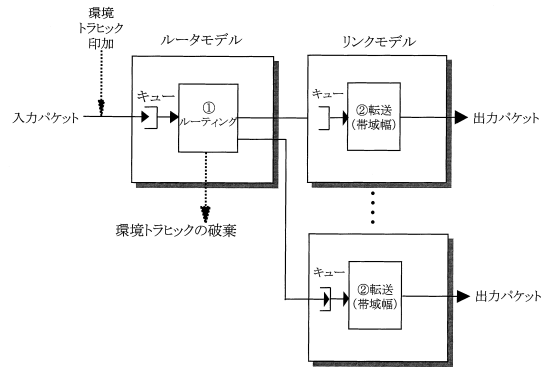 環境
トラヒック
印加
ルータモデル
リンクモデル
入力パケット
キュー
①
ルーティング
キュー
②転送
(帯域幅)
出力パケット
環境トラヒックの破棄
キュー
②転送
(帯域幅)
出力パケット